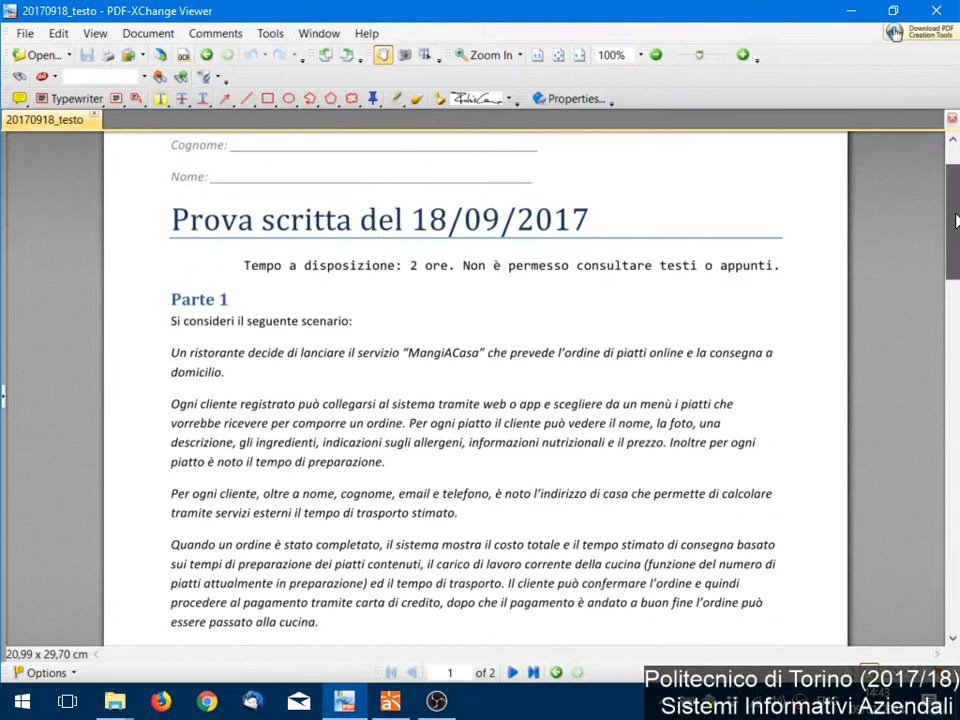 20170918_testo - PDF-XChange Viewer
File Edit View Document Comments Tools Window Help
Download PDF
Creation Tools
Open... OCR Zoom In 100%
Typewriter Properties...
20170918_testo
Cognome:
Nome:
Prova scritta del 18/09/2017
Tempo a disposizione: 2 ore. Non è permesso consultare testi o appunti.
Parte 1
Si consideri il seguente scenario:
Un ristorante decide di lanciare il servizio “MangiACasa” che prevede l’ordine di piatti online e la consegna a
domicilio.
Ogni cliente registrato può collegarsi al sistema tramite web o app e scegliere da un menù i piatti che
vorrebbe ricevere per comporre un ordine. Per ogni piatto il cliente può vedere il nome, la foto, una
descrizione, gli ingredienti, indicazioni sugli allergeni, informazioni nutrizionali e il prezzo. Inoltre per ogni
piatto è noto il tempo di preparazione.
Per ogni cliente, oltre a nome, cognome, email e telefono, è noto l’indirizzo di casa che permette di calcolare
tramite servizi esterni il tempo di trasporto stimato.
Quando un ordine è stato completato, il sistema mostra il costo totale e il tempo stimato di consegna basato
sui tempi di preparazione dei piatti contenuti, il carico di lavoro corrente della cucina (funzione del numero di
piatti attualmente in preparazione) ed il tempo di trasporto. Il cliente può confermare l’ordine e quindi
procedere al pagamento tramite carta di credito, dopo che il pagamento è andato a buon fine l’ordine può
essere passato alla cucina.
20,99 x 29,70 cm
Options 1 of 2
14:43
Politecnico di Torino (2017/18)
Sistemi Informativi Aziendali